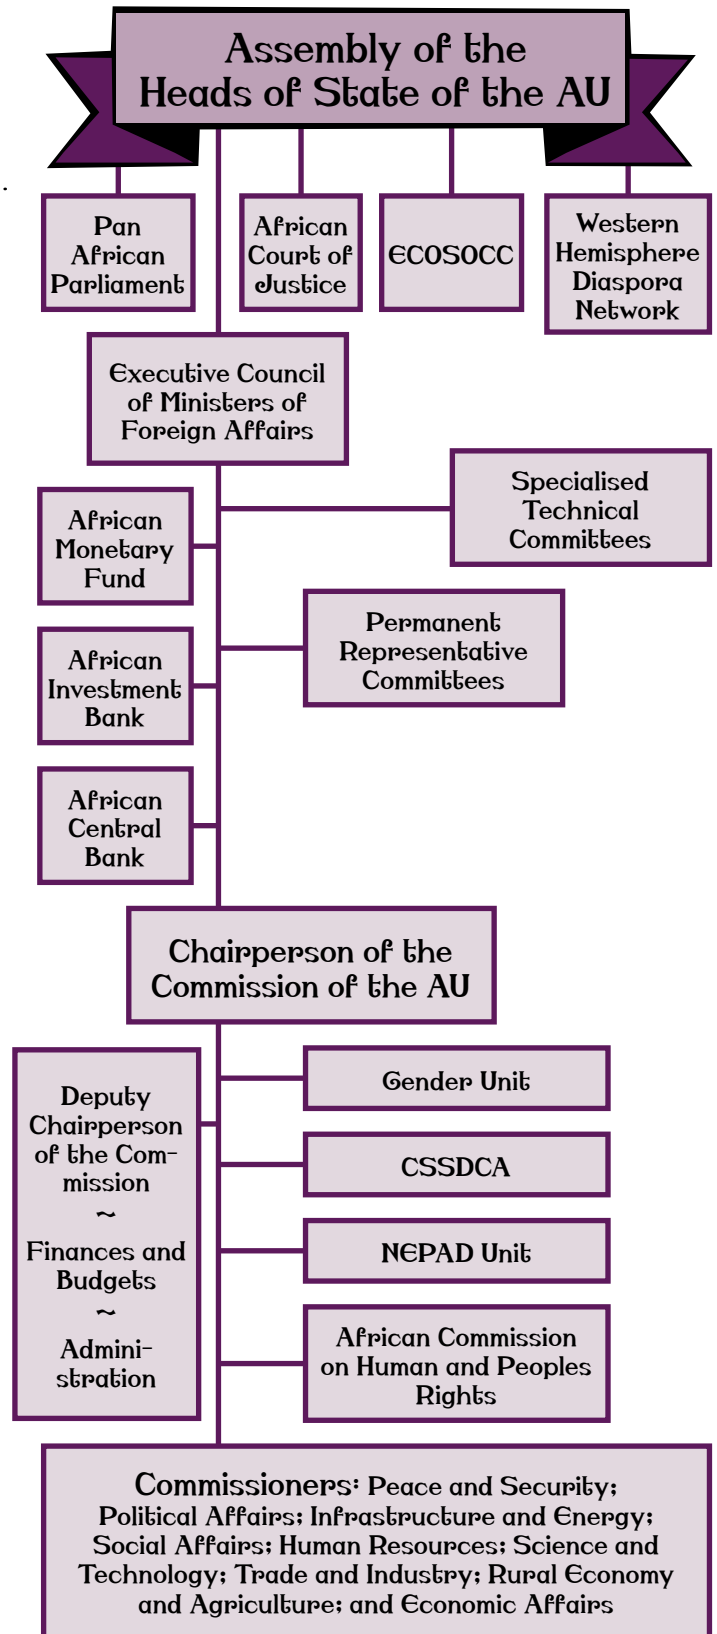 Assembly of the
Heads of State of the AU
Pan
African
Parliament
African
Court of
Justice
ECOSOCC
Western
Hemisphere
Diaspora
Network
Executive Council
of Ministers of
Foreign Affairs
Specialised
Technical
Committees
African
Monetary
Fund
Permanent
Representative
Committees
African
Investment
Bank
African
Central
Bank
Chairperson of the
Commission of the AU
Deputy
Chairperson
of the Com-
mission
~
Finances and
Budgets
~
Admini-
stration
Gender Unit
CSSDCA
NEPAD Unit
African Commission
on Human and Peoples
Rights
Commissioners: Peace and Security;
Political Affairs; Infrastructure and Energy;
Social Affairs; Human Resources; Science and
Technology; Trade and Industry; Rural Economy
and Agriculture; and Economic Affairs